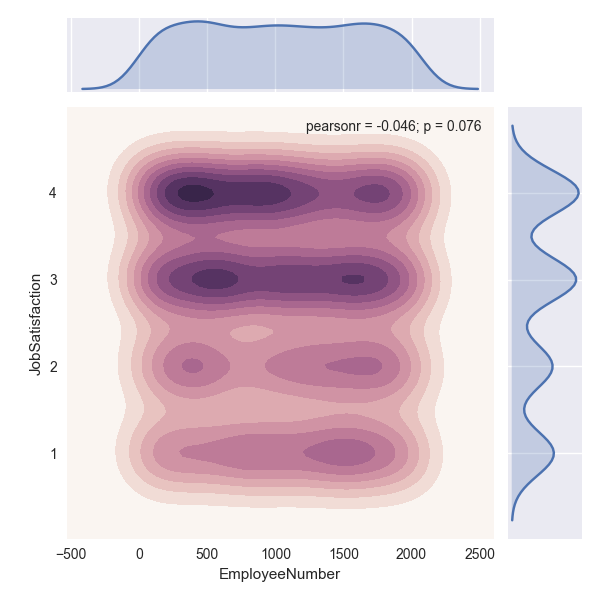 pearsonr = -0.046; p = 0.076
4
3
2
1
JobSatisfaction
−500 0 500 1000 1500 2000 2500
EmployeeNumber